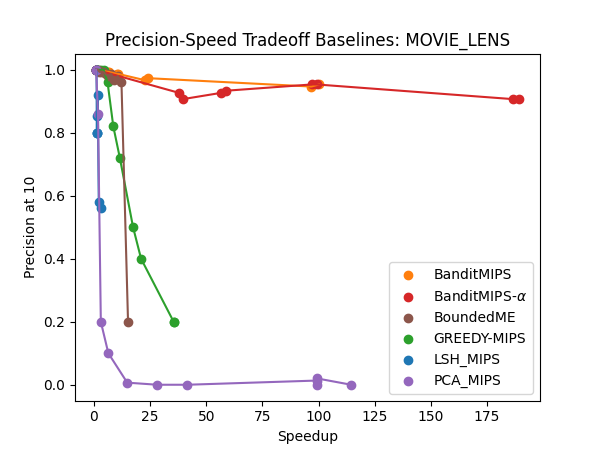 Precision-Speed Tradeoff Baselines: MOVIE_LENS
Precision at 10
1.0
0.8
0.6
0.4
0.2
0.0
BanditMIPS
BanditMIPS-α
BoundedME
GREEDY-MIPS
LSH_MIPS
PCA_MIPS
0 25 50 75 100 125 150 175
Speedup